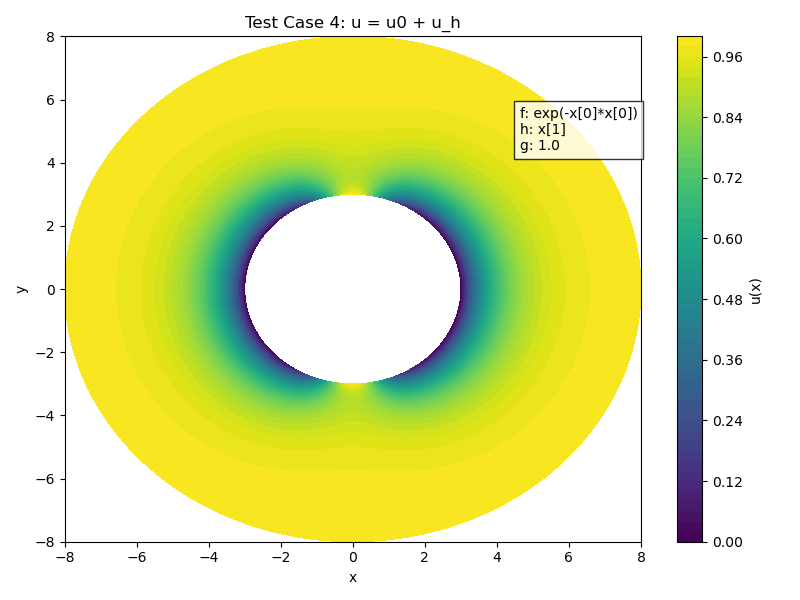 Test Case 4: u = u0 + u_h
8
6
4
2
0
−2
−4
−6
−8
y
−8 −6 −4 −2 0 2 4 6 8
x
f: exp(-x[0]*x[0])
h: x[1]
g: 1.0
0.96
0.84
0.72
0.60
0.48
0.36
0.24
0.12
0.00
u(x)